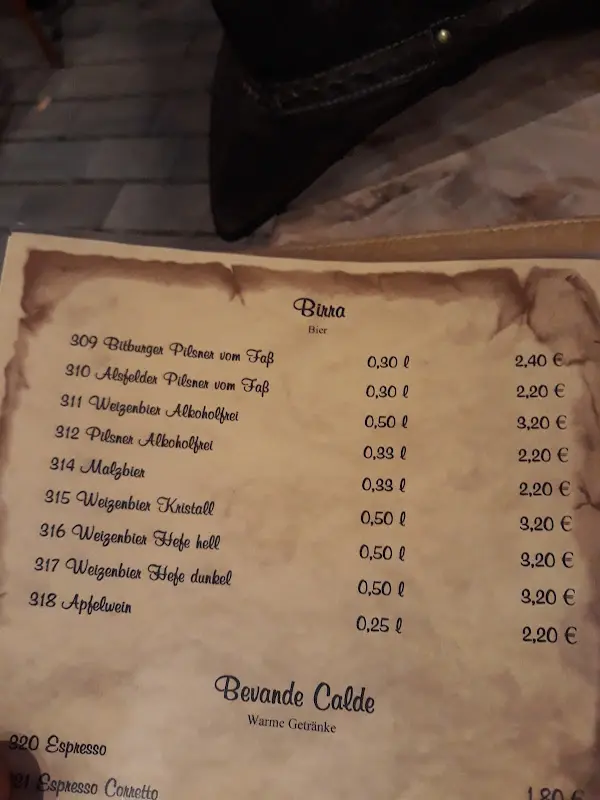 Birra
Bier
309 Bitburger Pilsner vom Faß 0,30 l 2,40 €
310 Alsfelder Pilsner vom Faß 0,30 l 2,20 €
311 Weizenbier Alkoholfrei 0,50 l 3,20 €
312 Pilsner Alkoholfrei 0,33 l 2,20 €
314 Malzbier 0,33 l 2,20 €
315 Weizenbier Kristall 0,50 l 3,20 €
316 Weizenbier Hefe hell 0,50 l 3,20 €
317 Weizenbier Hefe dunkel 0,50 l 3,20 €
318 Apfelwein 0,25 l 2,20 €
Bevande Calde
Warme Getränke
320 Espresso 1,80 €
321 Espresso Corretto